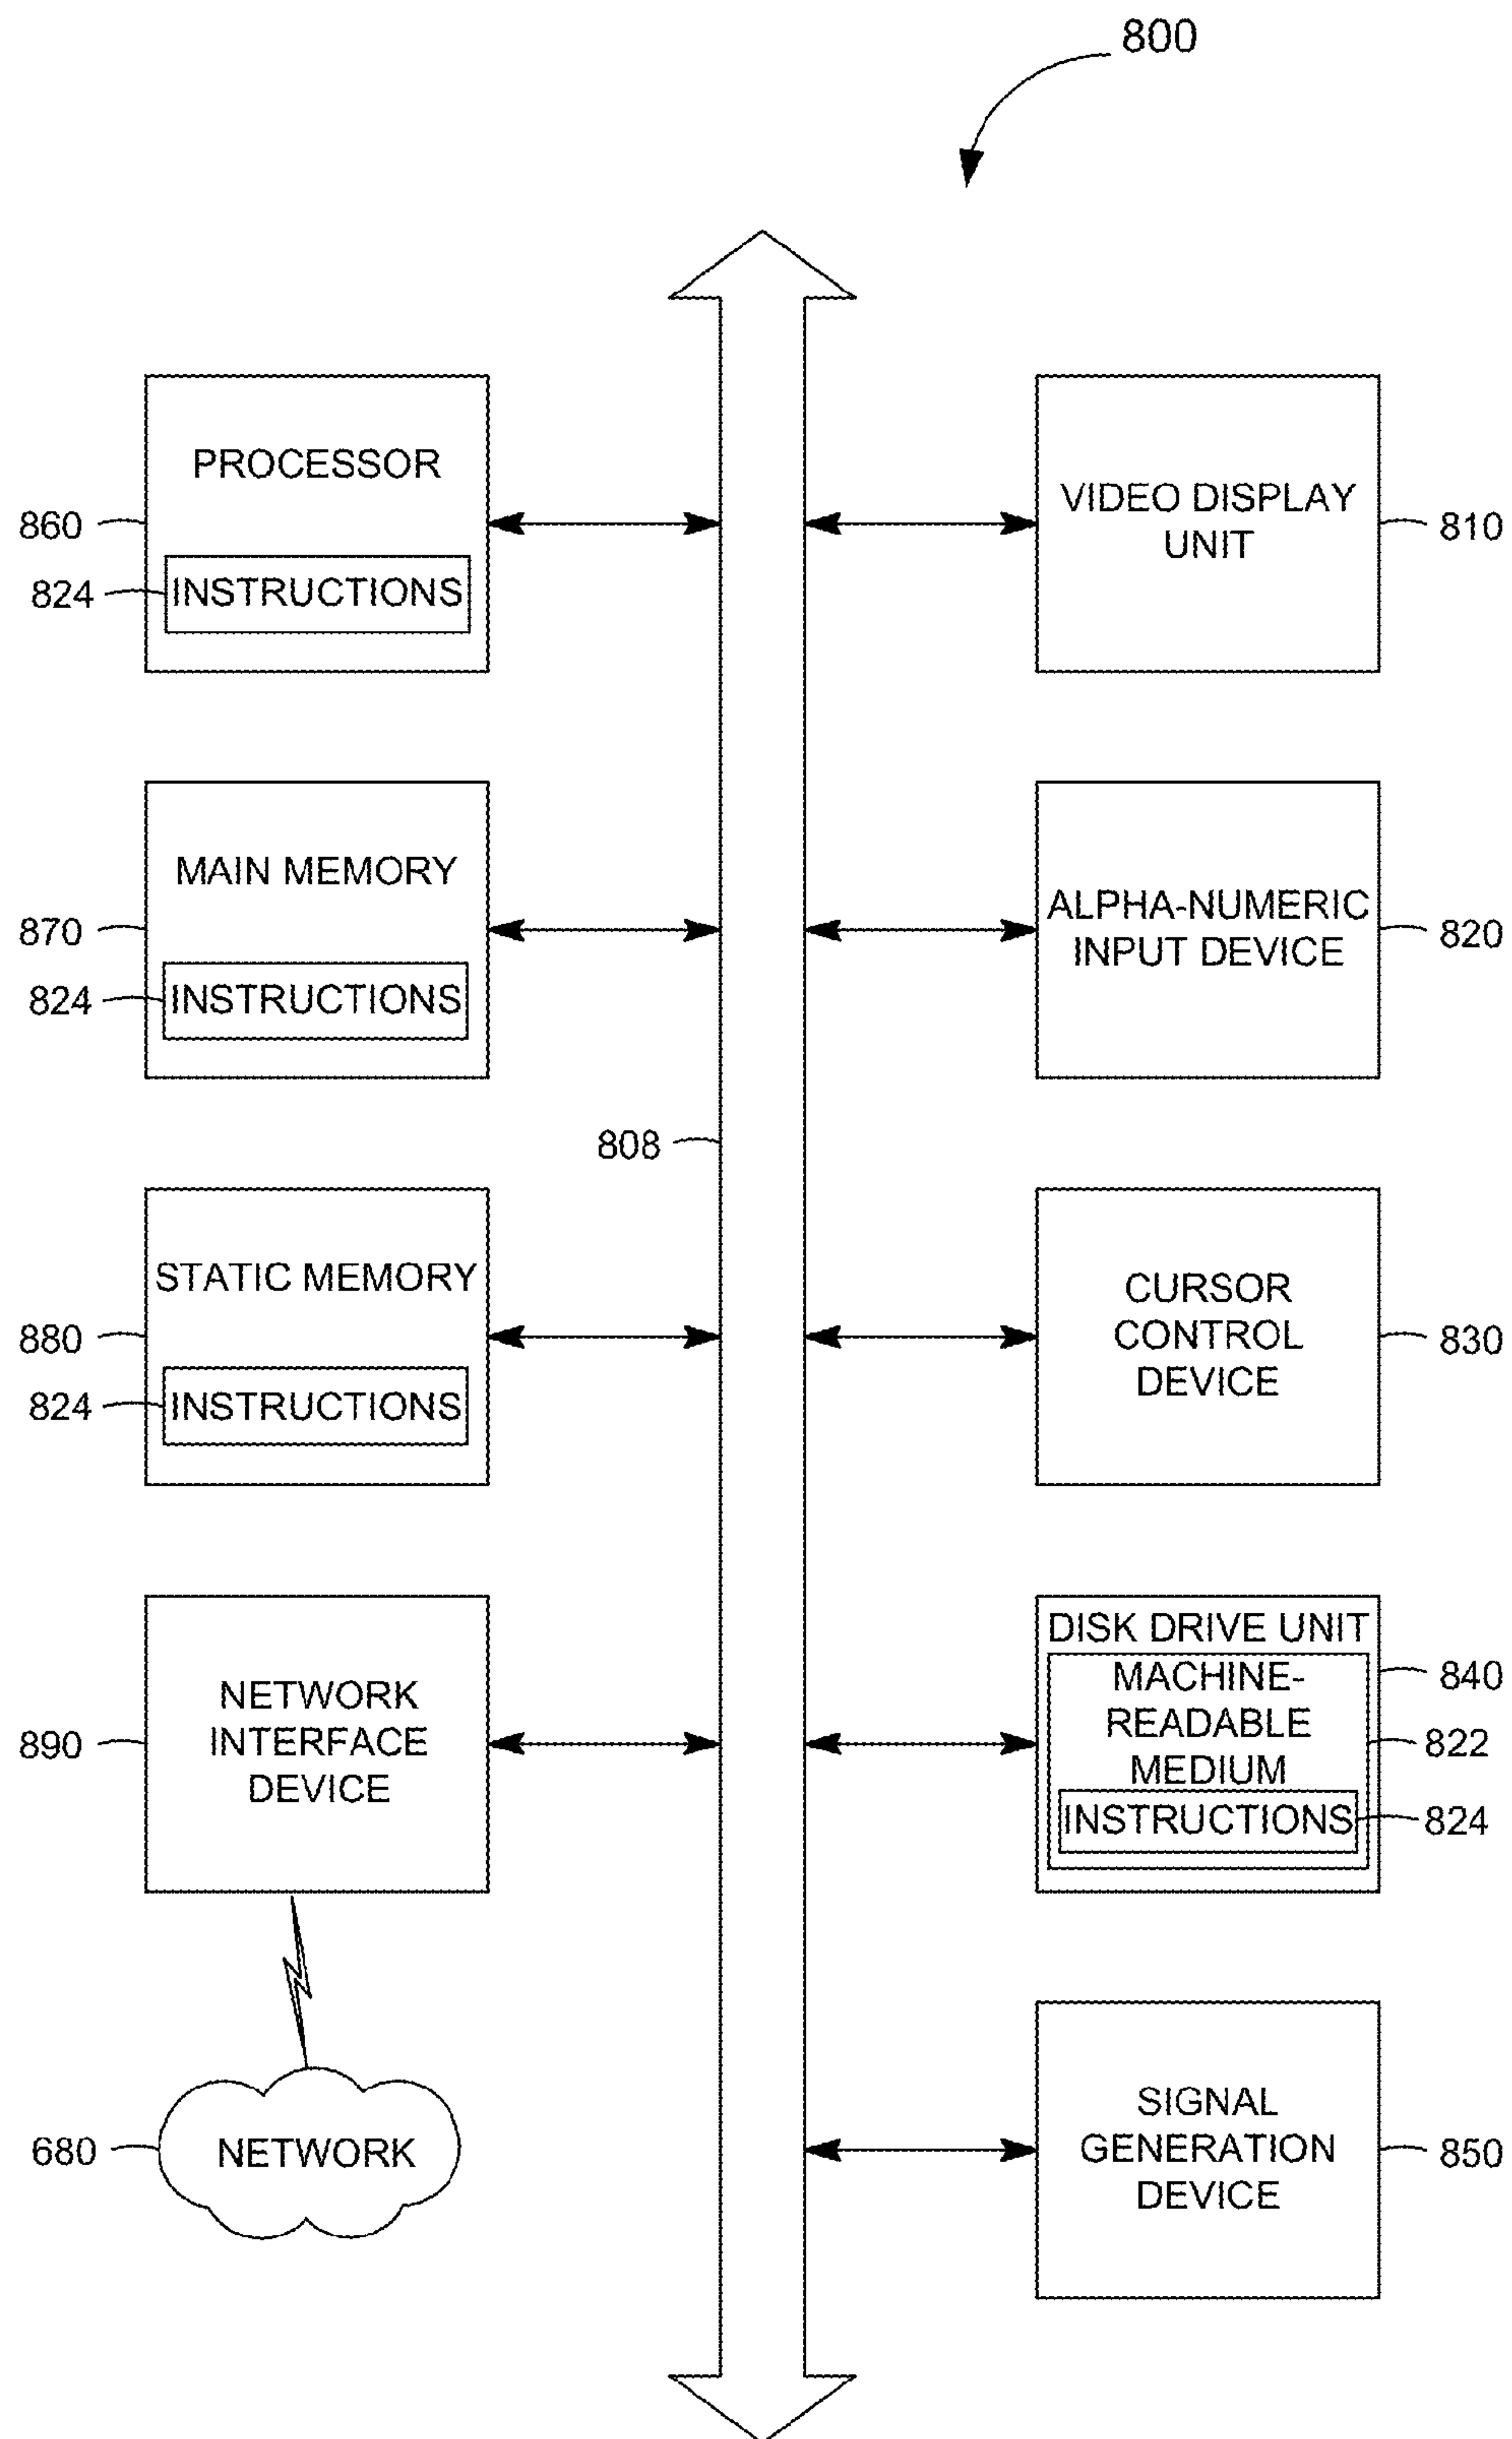 800
PROCESSOR
860
824
INSTRUCTIONS
VIDEO DISPLAY
UNIT
810
MAIN MEMORY
870
824
INSTRUCTIONS
ALPHA-NUMERIC
INPUT DEVICE
820
808
STATIC MEMORY
880
824
INSTRUCTIONS
CURSOR
CONTROL
DEVICE
830
NETWORK
INTERFACE
DEVICE
890
DISK DRIVE UNIT
840
MACHINE-
READABLE
MEDIUM
822
INSTRUCTIONS
824
680
NETWORK
SIGNAL
GENERATION
DEVICE
850